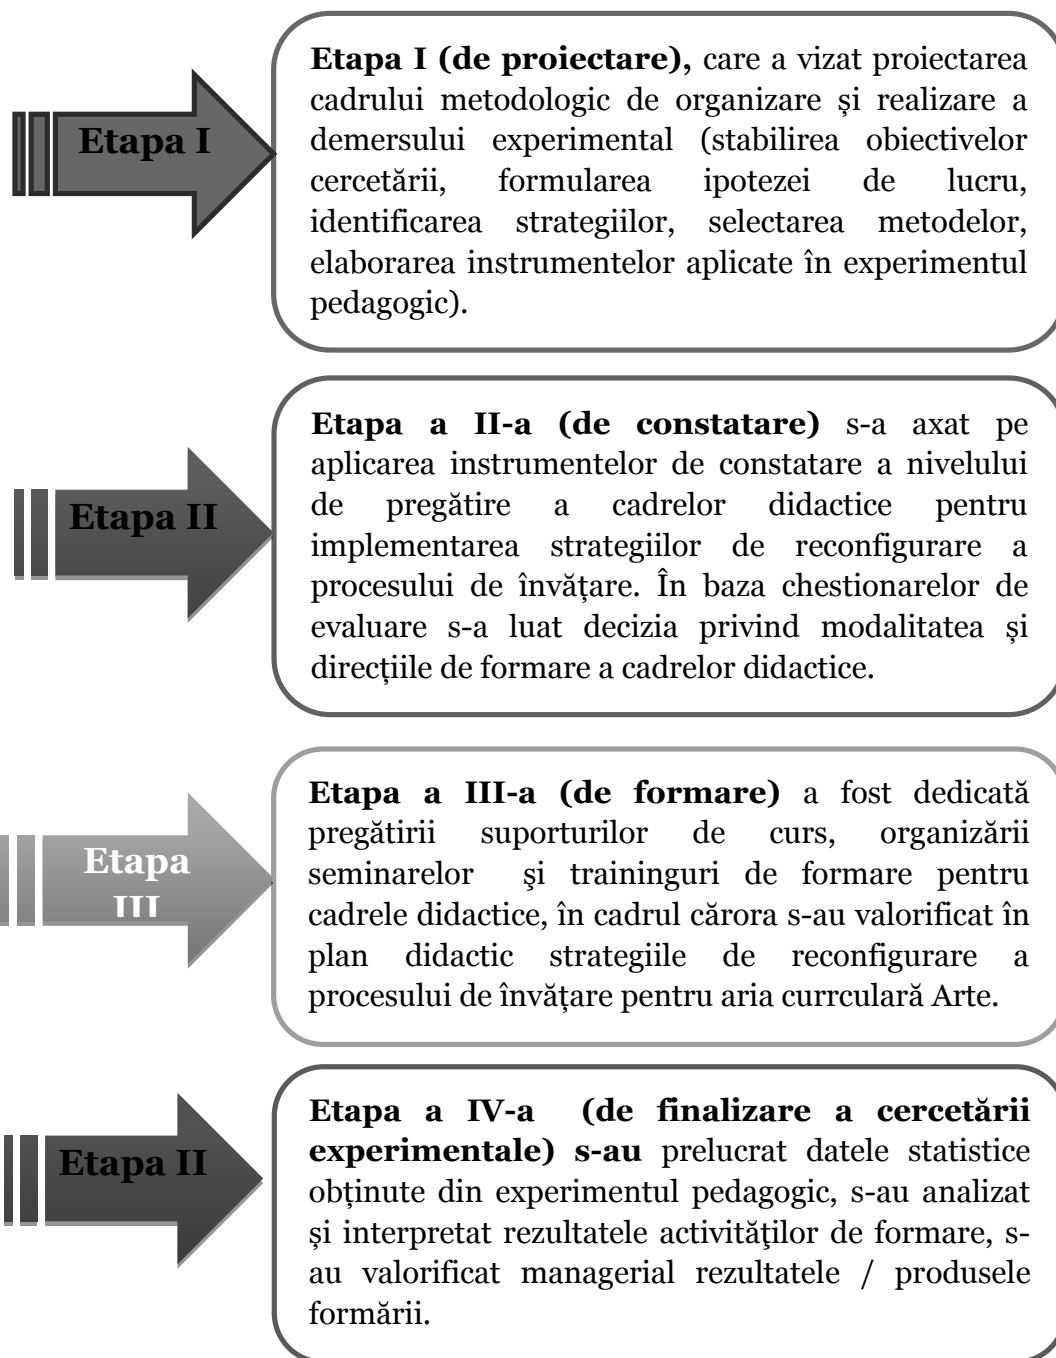 Etapa I
Etapa I (de proiectare), care a vizat proiectarea
cadrului metodologic de organizare și realizare a
demersului experimental (stabilirea obiectivelor
cercetării, formularea ipotezei de lucru,
identificarea strategiilor, selectarea metodelor,
elaborarea instrumentelor aplicate în experimentul
pedagogic).
Etapa II
Etapa a II-a (de constatare) s-a axat pe
aplicarea instrumentelor de constatare a nivelului
de pregătire a cadrelor didactice pentru
implementarea strategiilor de reconfigurare a
procesului de învățare. În baza chestionarelor de
evaluare s-a luat decizia privind modalitatea și
direcțiile de formare a cadrelor didactice.
Etapa
III
Etapa a III-a (de formare) a fost dedicată
pregătirii suporturilor de curs, organizării
seminarelor şi traininguri de formare pentru
cadrele didactice, în cadrul cărora s-au valorificat în
plan didactic strategiile de reconfigurare a
procesului de învățare pentru aria currculară Arte.
Etapa II
Etapa a IV-a (de finalizare a cercetării
experimentale) s-au prelucrat datele statistice
obținute din experimentul pedagogic, s-au analizat
și interpretat rezultatele activităţilor de formare, s-
au valorificat managerial rezultatele / produsele
formării.